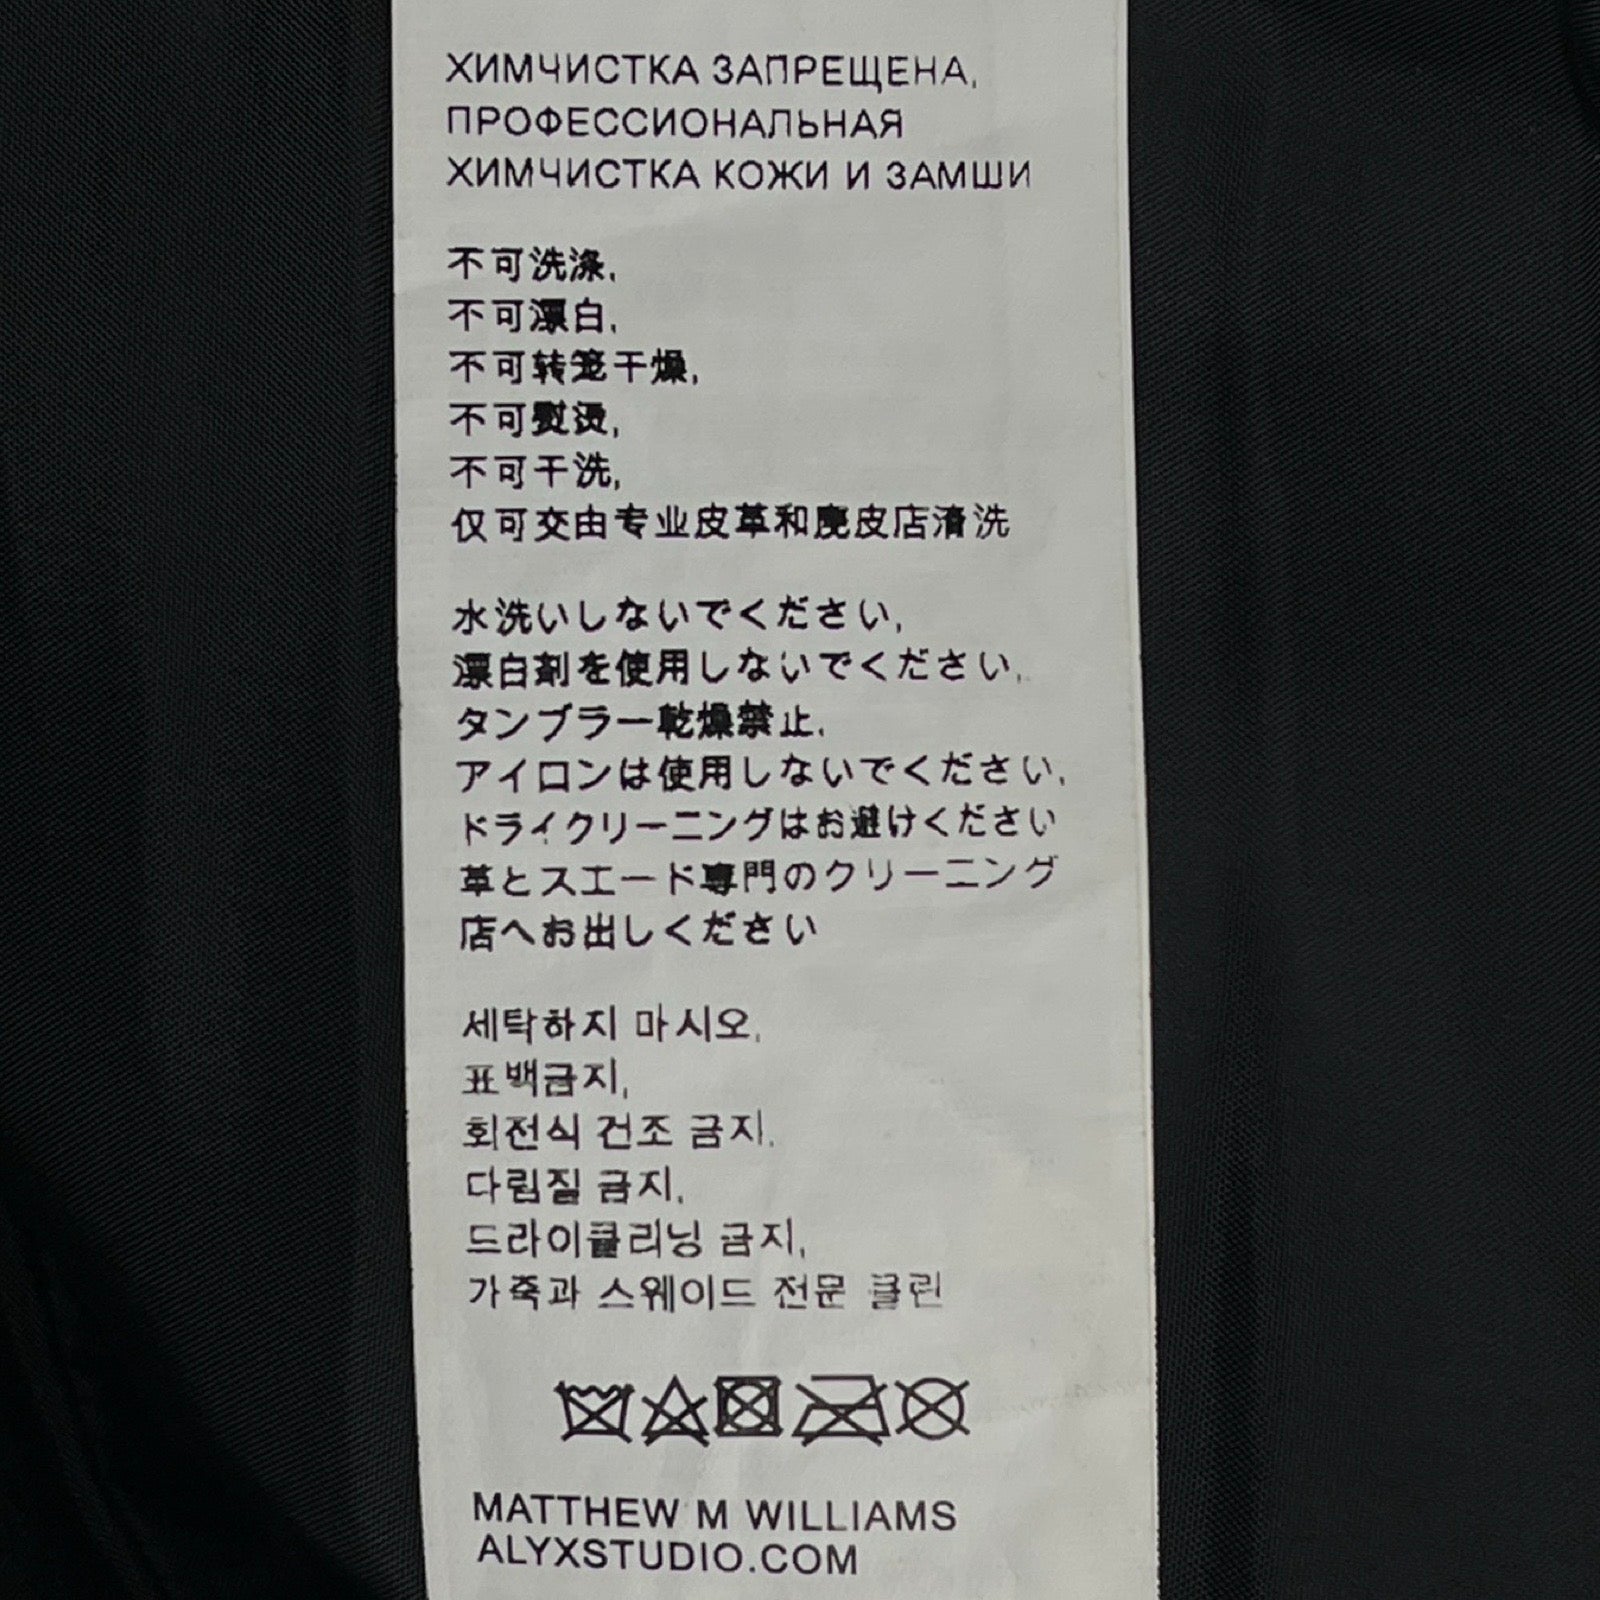 ХИМЧИСТКА ЗАПРЕЩЕНА,
ПРОФЕССИОНАЛЬНАЯ
ХИМЧИСТКА КОЖИ И ЗАМШИ
不可洗涤,
不可漂白,
不可转笼干燥,
不可熨烫,
不可干洗,
仅可交由专业皮革和麂皮店清洗
水洗いしないでください,
漂白剤を使用しないでください,
タンブラー乾燥禁止,
アイロンは使用しないでください,
ドライクリーニングはお避けください
革とスエード専門のクリーニング
店へお出しください
세탁하지 마시오,
표백금지,
회전식 건조 금지,
다림질 금지,
드라이클리닝 금지,
가죽과 스웨이드 전문 클린
MATTHEW M WILLIAMS
ALYXSTUDIO.COM